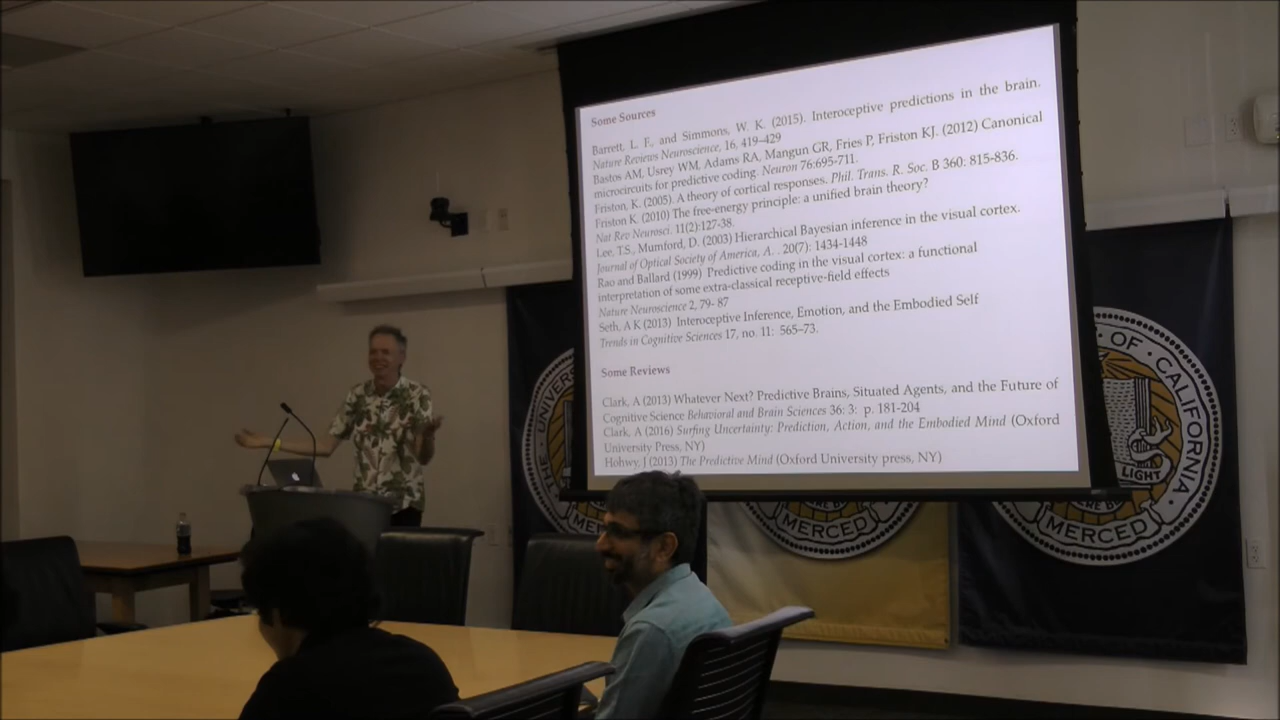 Some Sources
Barrett, L. F., and Simmons, W. K. (2015). Interoceptive predictions in the brain.
Nature Reviews Neuroscience, 16, 419–429
Bastos AM, Usrey WM, Adams RA, Mangun GR, Fries P, Friston KJ. (2012) Canonical
microcircuits for predictive coding. Neuron 76:695-711.
Friston, K. (2005). A theory of cortical responses. Phil. Trans. R. Soc. B 360: 815-836.
Friston K. (2010) The free-energy principle: a unified brain theory?
Nat Rev Neurosci. 11(2):127-38.
Lee, T.S., Mumford, D. (2003) Hierarchical Bayesian inference in the visual cortex.
Journal of Optical Society of America, A. . 20(7): 1434-1448
Rao and Ballard (1999) Predictive coding in the visual cortex: a functional
interpretation of some extra-classical receptive-field effects
Nature Neuroscience 2, 79- 87
Seth, A K (2013) Interoceptive Inference, Emotion, and the Embodied Self
Trends in Cognitive Sciences 17, no. 11: 565–73.
Some Reviews
Clark, A (2013) Whatever Next? Predictive Brains, Situated Agents, and the Future of
Cognitive Science Behavioral and Brain Sciences 36: 3: p. 181-204
Clark, A (2016) Surfing Uncertainty: Prediction, Action, and the Embodied Mind (Oxford
University Press, NY)
Hohwy, J (2013) The Predictive Mind (Oxford University press, NY)
THE UNIVERS
MERCED
MERCED
OF · CALIFORNIA ·
LIGHT
MERCED